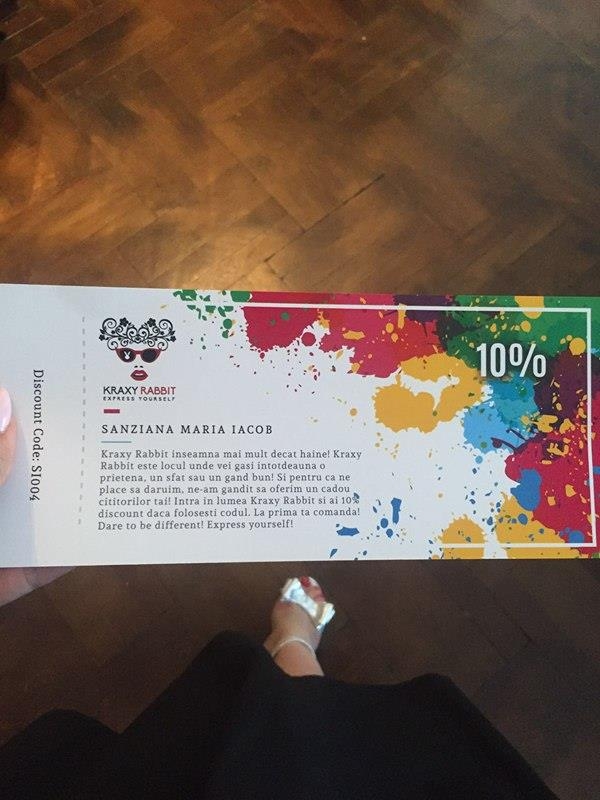 10%
KRAXY RABBIT
EXPRESS YOURSELF
SANZIANA MARIA IACOB
Kraxy Rabbit inseamna mai mult decat haine! Kraxy
Rabbit este locul unde vei gasi intotdeauna o
prietena, un sfat sau un gand bun! Si pentru ca ne
place sa daruim, ne-am gandit sa oferim un cadou
cititorilor tai! Intra in lumea Kraxy Rabbit si ai 10%
discount daca folosesti codul. La prima ta comanda!
Dare to be different! Express yourself!
Discount Code: SI004